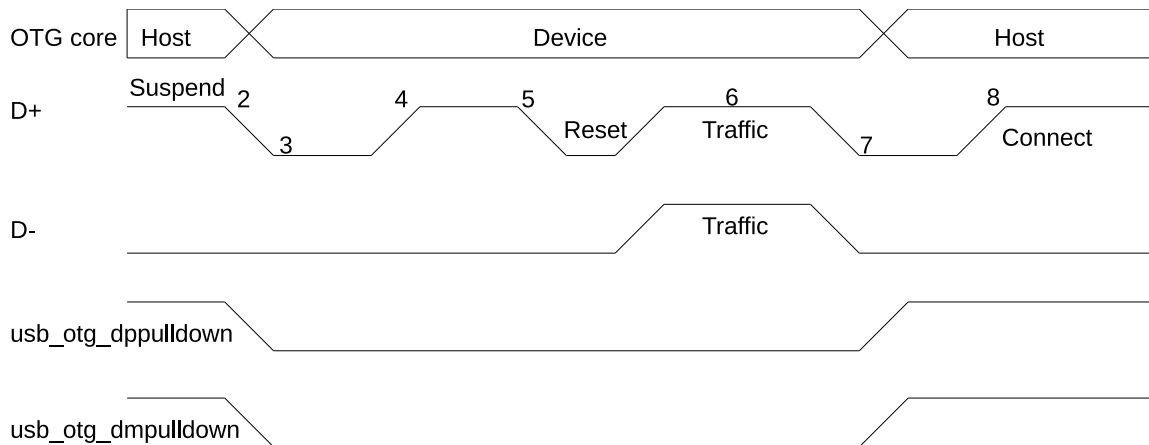 OTG core Host Device Host
Suspend
D+ 2 3 4 5 Reset 6 Traffic 7 8 Connect
D- Traffic
usb_otg_dppulldown
usb_otg_dmpulldown